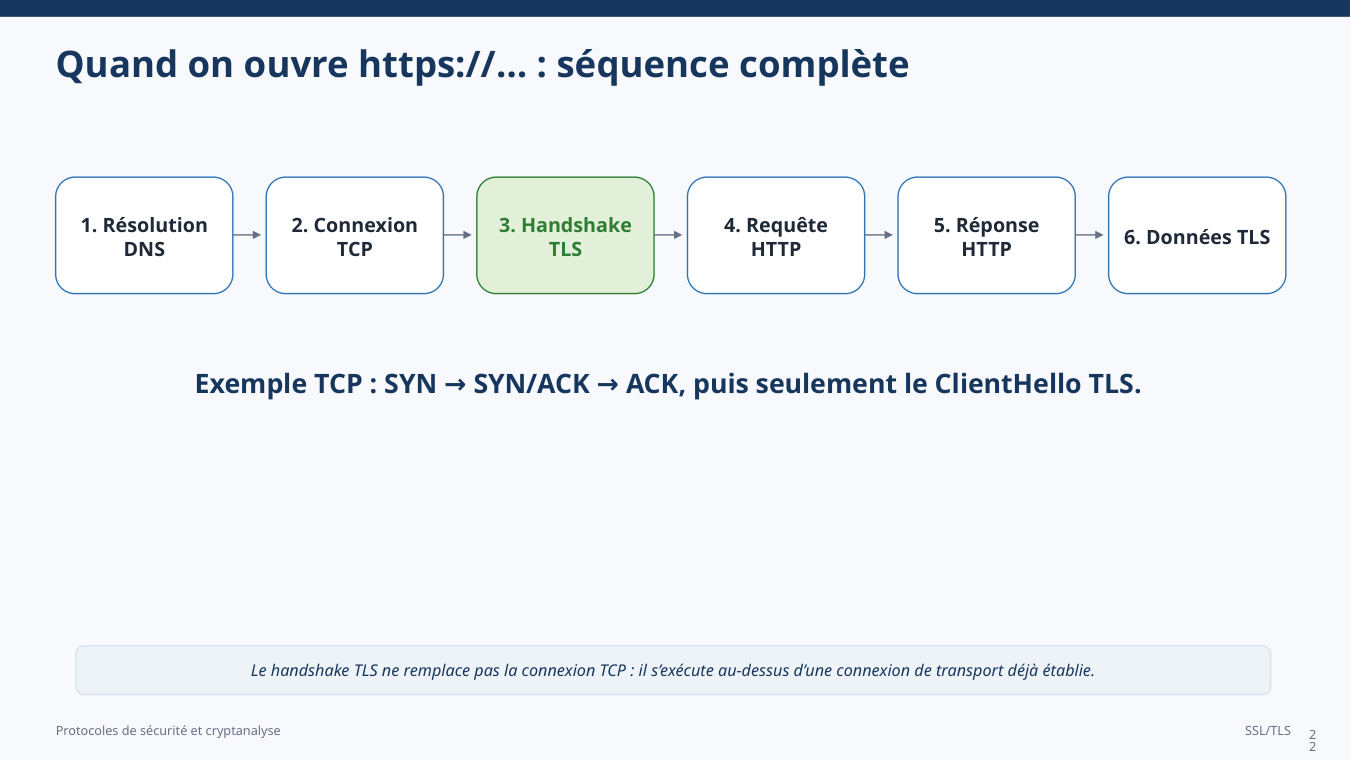 Quand on ouvre https://... : séquence complète
1. Résolution
DNS
2. Connexion
TCP
3. Handshake
TLS
4. Requête
HTTP
5. Réponse
HTTP
6. Données TLS
Exemple TCP : SYN → SYN/ACK → ACK, puis seulement le ClientHello TLS.
Le handshake TLS ne remplace pas la connexion TCP : il s’exécute au-dessus d’une connexion de transport déjà établie.
Protocoles de sécurité et cryptanalyse
SSL/TLS
2
2